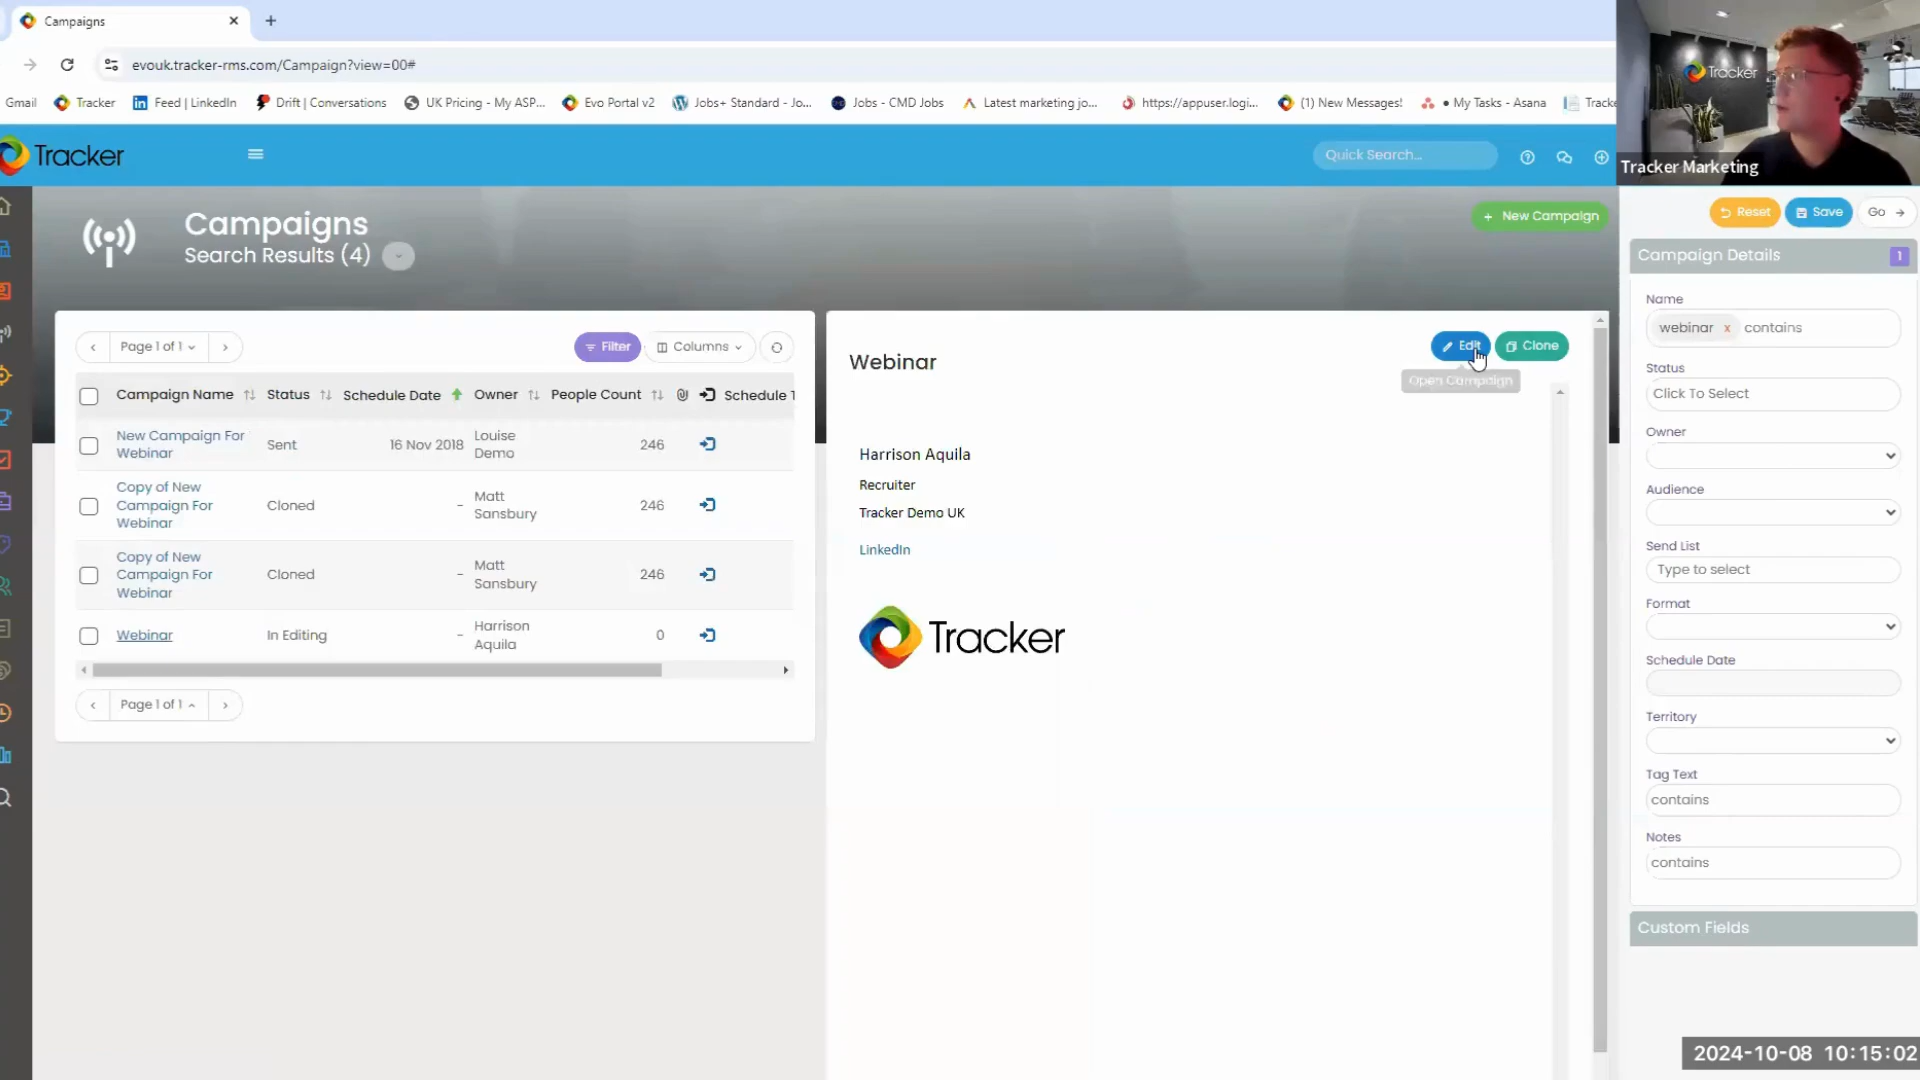 Campaigns
evouk.tracker-rms.com/Campaign?view=00#
Gmail
Tracker
Feed | LinkedIn
Drift | Conversations
UK Pricing - My ASP...
Evo Portal v2
Jobs+ Standard - Jo...
Jobs - CMD Jobs
Latest marketing jo...
https://appuser.logi...
(1) New Messages!
• My Tasks - Asana
Tracke
Tracker
Quick Search...
Tracker
Tracker Marketing
Campaigns
Search Results (4)
+ New Campaign
Reset
Save
Go
Page 1 of 1
Filter
Columns
Campaign Name
Status
Schedule Date
Owner
People Count
Schedule T
New Campaign For
Webinar
Sent
16 Nov 2018
Louise
Demo
246
Copy of New
Campaign For
Webinar
Cloned
-
Matt
Sansbury
246
Copy of New
Campaign For
Webinar
Cloned
-
Matt
Sansbury
246
Webinar
In Editing
-
Harrison
Aquila
0
Page 1 of 1
Webinar
Edit
Clone
Open Campaign
Harrison Aquila
Recruiter
Tracker Demo UK
LinkedIn
Tracker
Campaign Details
1
Name
webinar x contains
Status
Click To Select
Owner
Audience
Send List
Type to select
Format
Schedule Date
Territory
Tag Text
contains
Notes
contains
Custom Fields
2024-10-08 10:15:02